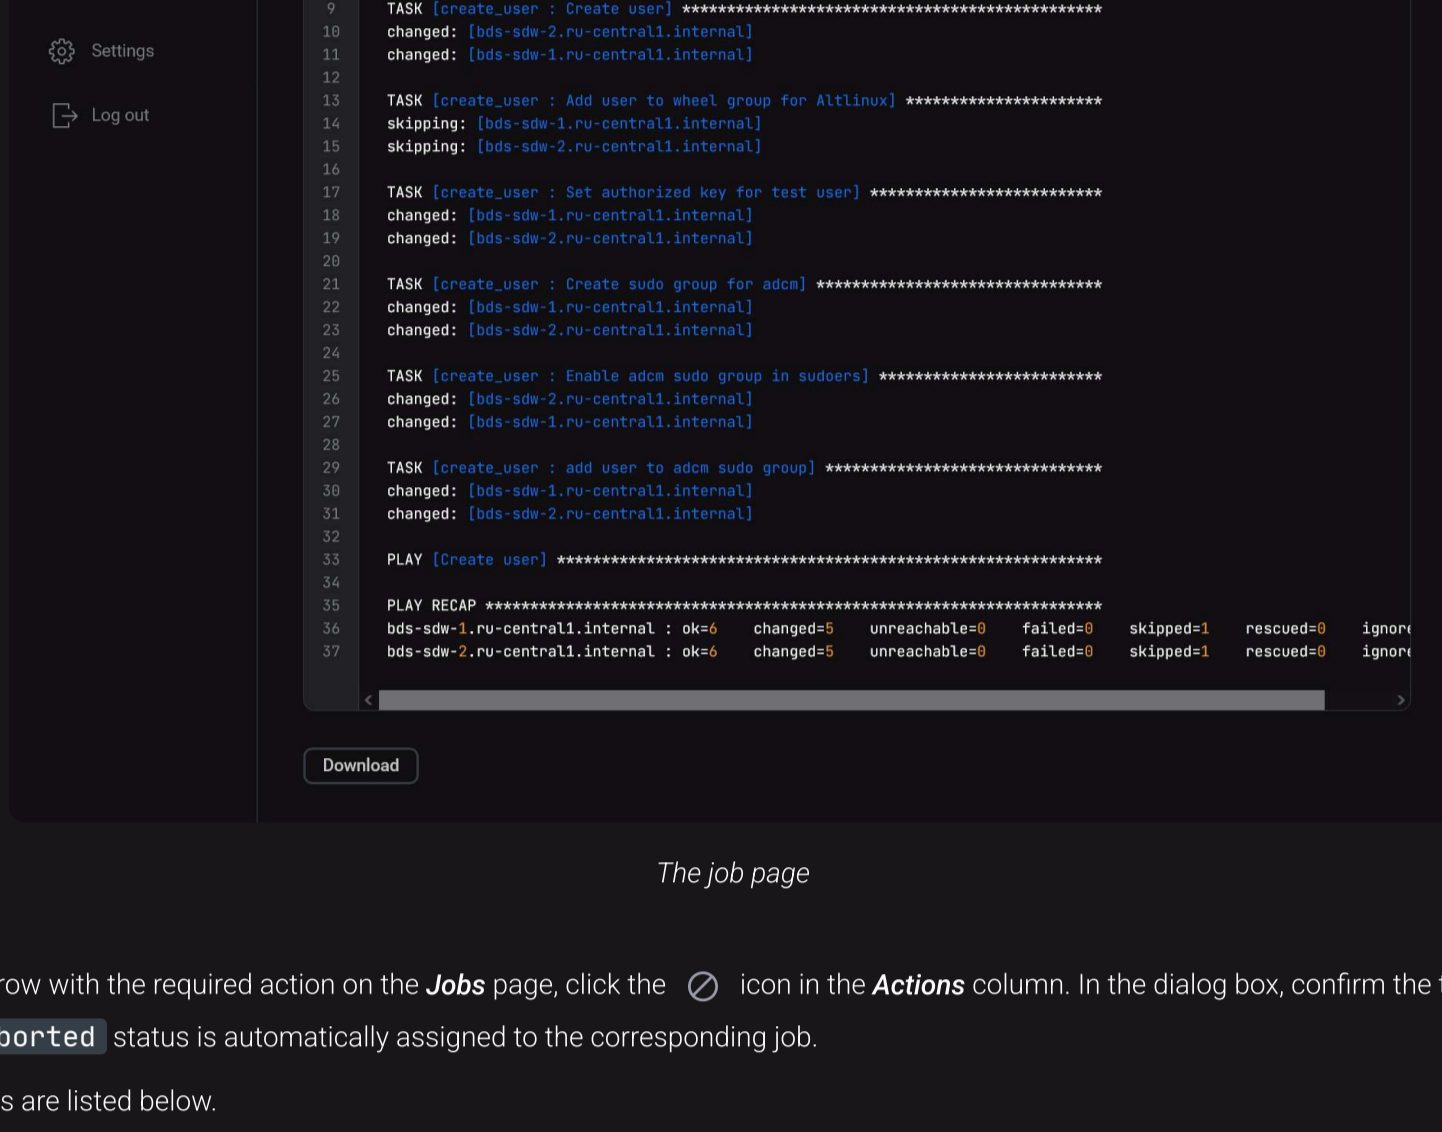 Settings
Log out
9 TASK [create_user : Create user] ***********************************************
10 changed: [bds-sdw-2.ru-central1.internal]
11 changed: [bds-sdw-1.ru-central1.internal]
12
13 TASK [create_user : Add user to wheel group for Altlinux] **********************
14 skipping: [bds-sdw-1.ru-central1.internal]
15 skipping: [bds-sdw-2.ru-central1.internal]
16
17 TASK [create_user : Set authorized key for test user] **************************
18 changed: [bds-sdw-1.ru-central1.internal]
19 changed: [bds-sdw-2.ru-central1.internal]
20
21 TASK [create_user : Create sudo group for adcm] ********************************
22 changed: [bds-sdw-1.ru-central1.internal]
23 changed: [bds-sdw-2.ru-central1.internal]
24
25 TASK [create_user : Enable adcm sudo group in sudoers] *************************
26 changed: [bds-sdw-2.ru-central1.internal]
27 changed: [bds-sdw-1.ru-central1.internal]
28
29 TASK [create_user : add user to adcm sudo group] *******************************
30 changed: [bds-sdw-1.ru-central1.internal]
31 changed: [bds-sdw-2.ru-central1.internal]
32
33 PLAY [Create user] *************************************************************
34
35 PLAY RECAP *********************************************************************
36 bds-sdw-1.ru-central1.internal : ok=6 changed=5 unreachable=0 failed=0 skipped=1 rescued=0 ignore
37 bds-sdw-2.ru-central1.internal : ok=6 changed=5 unreachable=0 failed=0 skipped=1 rescued=0 ignore
Download
The job page
row with the required action on the Jobs page, click the icon in the Actions column. In the dialog box, confirm the
borted status is automatically assigned to the corresponding job.
s are listed below.